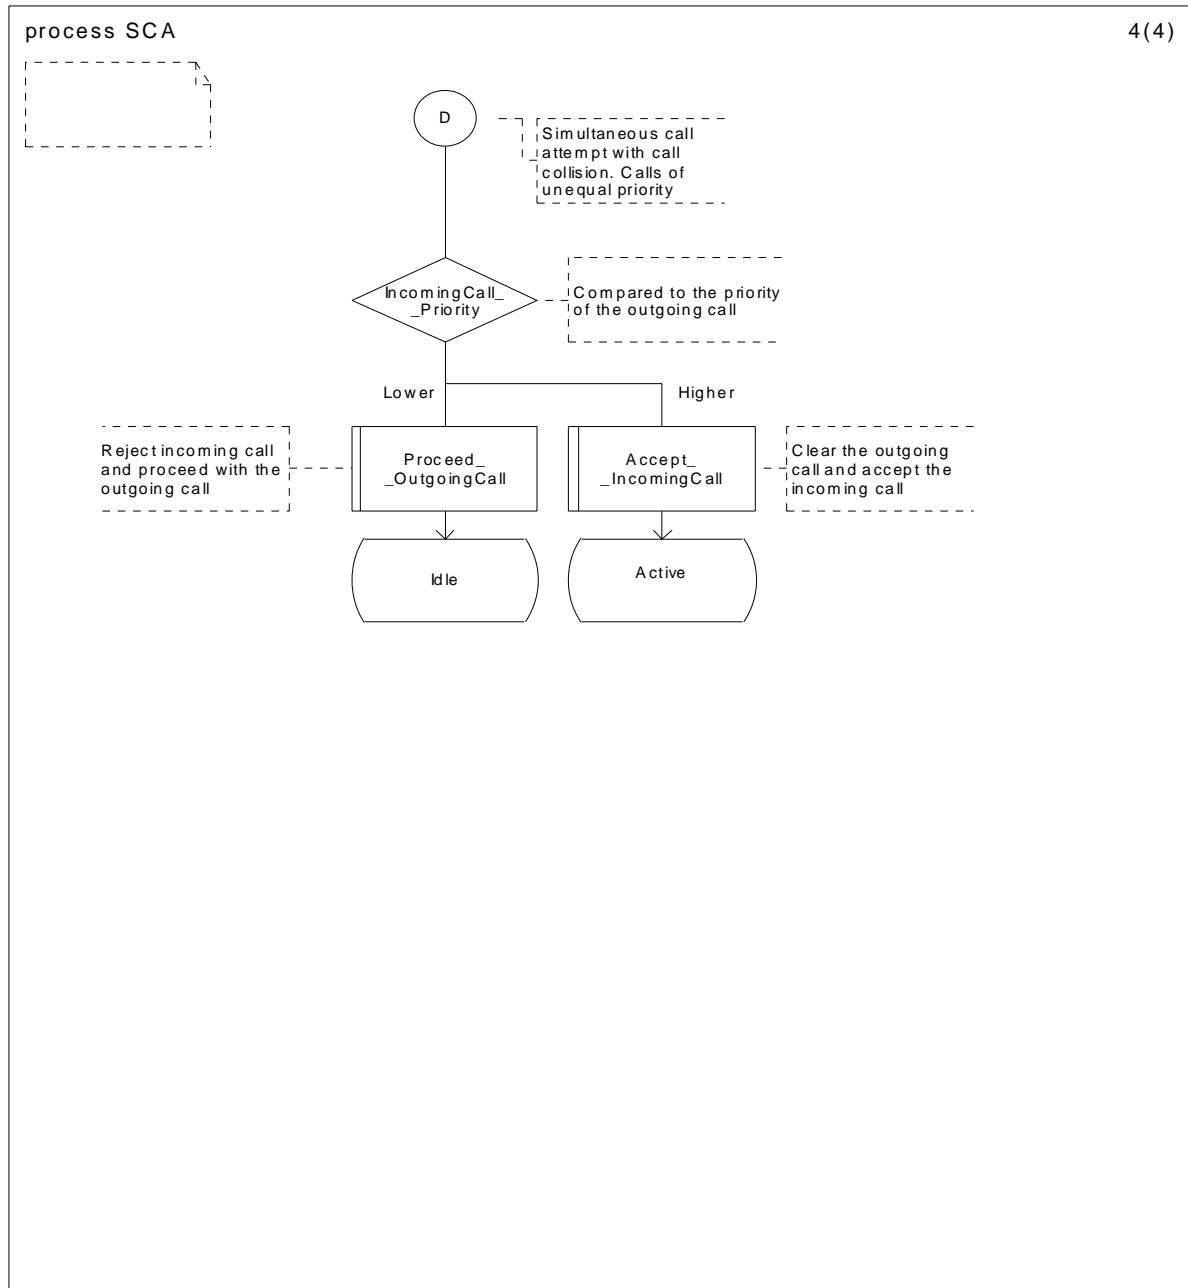 process SCA
4(4)
D
Simultaneous call
attempt with call
collision. Calls of
unequal priority
IncomingCall_
_Priority
Compared to the priority
of the outgoing call
Lower
Higher
Reject incoming call
and proceed with the
outgoing call
Proceed_
_OutgoingCall
Accept_
_IncomingCall
Clear the outgoing
call and accept the
incoming call
Idle
Active